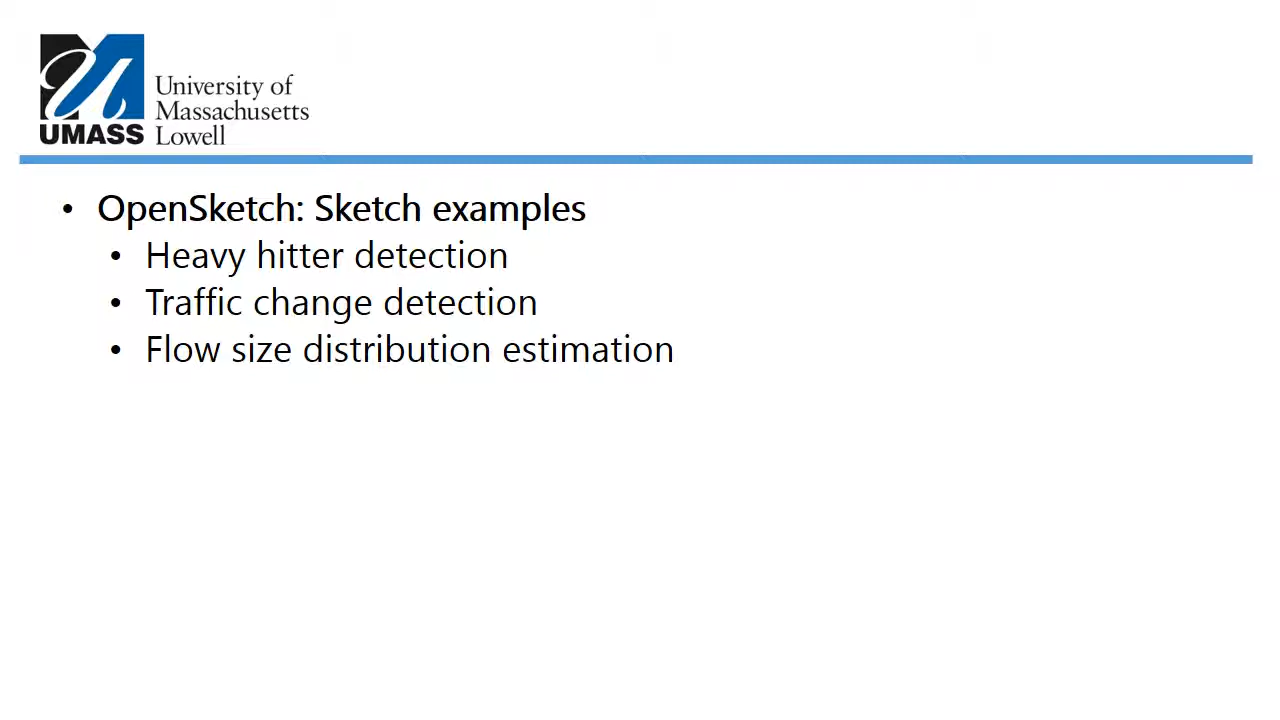 University of
Massachusetts
Lowell
UMASS
• OpenSketch: Sketch examples
• Heavy hitter detection
• Traffic change detection
• Flow size distribution estimation